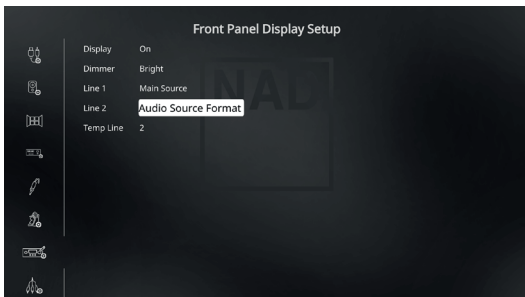 Front Panel Display Setup
Display On
Dimmer Bright
Line 1 Main Source
Line 2 Audio Source Format
Temp Line 2
NAD